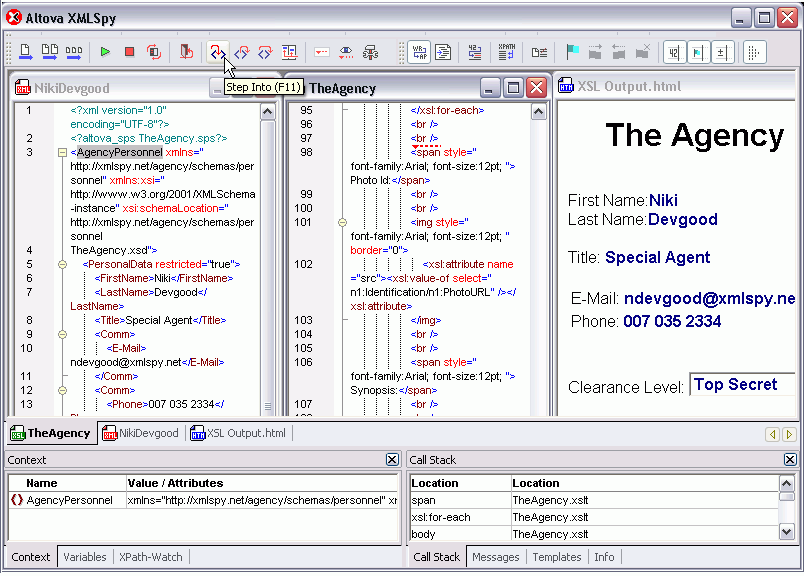 Altova XMLSpy
Step Into (F11)
NikiDevgood
1 <?xml version="1.0"
encoding="UTF-8"?>
2 <?altova_sps TheAgency.sps?>
3 <AgencyPersonnel xmlns="
http://xmlspy.net/agency/schemas/per
sonnel" xmlns:xsi="
http://www.w3.org/2001/XMLSchema
-instance" xsi:schemaLocation="
http://xmlspy.net/agency/schemas/per
sonnel
4 TheAgency.xsd">
5 <PersonalData restricted="true">
6 <FirstName>Niki</FirstName>
7 <LastName>Devgood</
LastName>
8 <Title>Special Agent</Title>
9 <Comm>
10 <E-Mail>
ndevgood@xmlspy.net</E-Mail>
11 </Comm>
12 <Comm>
13 <Phone>007 035 2334</
TheAgency
95 </xsl:for-each>
96 <br />
97 <br />
98 <span style="
font-family:Arial; font-size:12pt; ">
Photo Id:</span>
99 <br />
100 <br />
101 <img style="
font-family:Arial; font-size:12pt; "
border="0">
102 <xsl:attribute name
="src"><xsl:value-of select="
n1:Identification/n1:PhotoURL" /></
xsl:attribute>
103 </img>
104 <br />
105 <br />
106 <span style="
font-family:Arial; font-size:12pt; ">
Synopsis:</span>
107 <br />
XSL Output.html
The Agency
First Name:Niki
Last Name:Devgood
Title: Special Agent
E-Mail: ndevgood@xmlspy.ne
Phone: 007 035 2334
Clearance Level: Top Secret
TheAgency NikiDevgood XSL Output.html
Context
Name Value / Attributes
AgencyPersonnel xmlns="http://xmlspy.net/agency/schemas/personnel" xr
Context Variables XPath-Watch
Call Stack
Location Location
span TheAgency.xslt
xsl:for-each TheAgency.xslt
body TheAgency.xslt
Call Stack Messages Templates Info